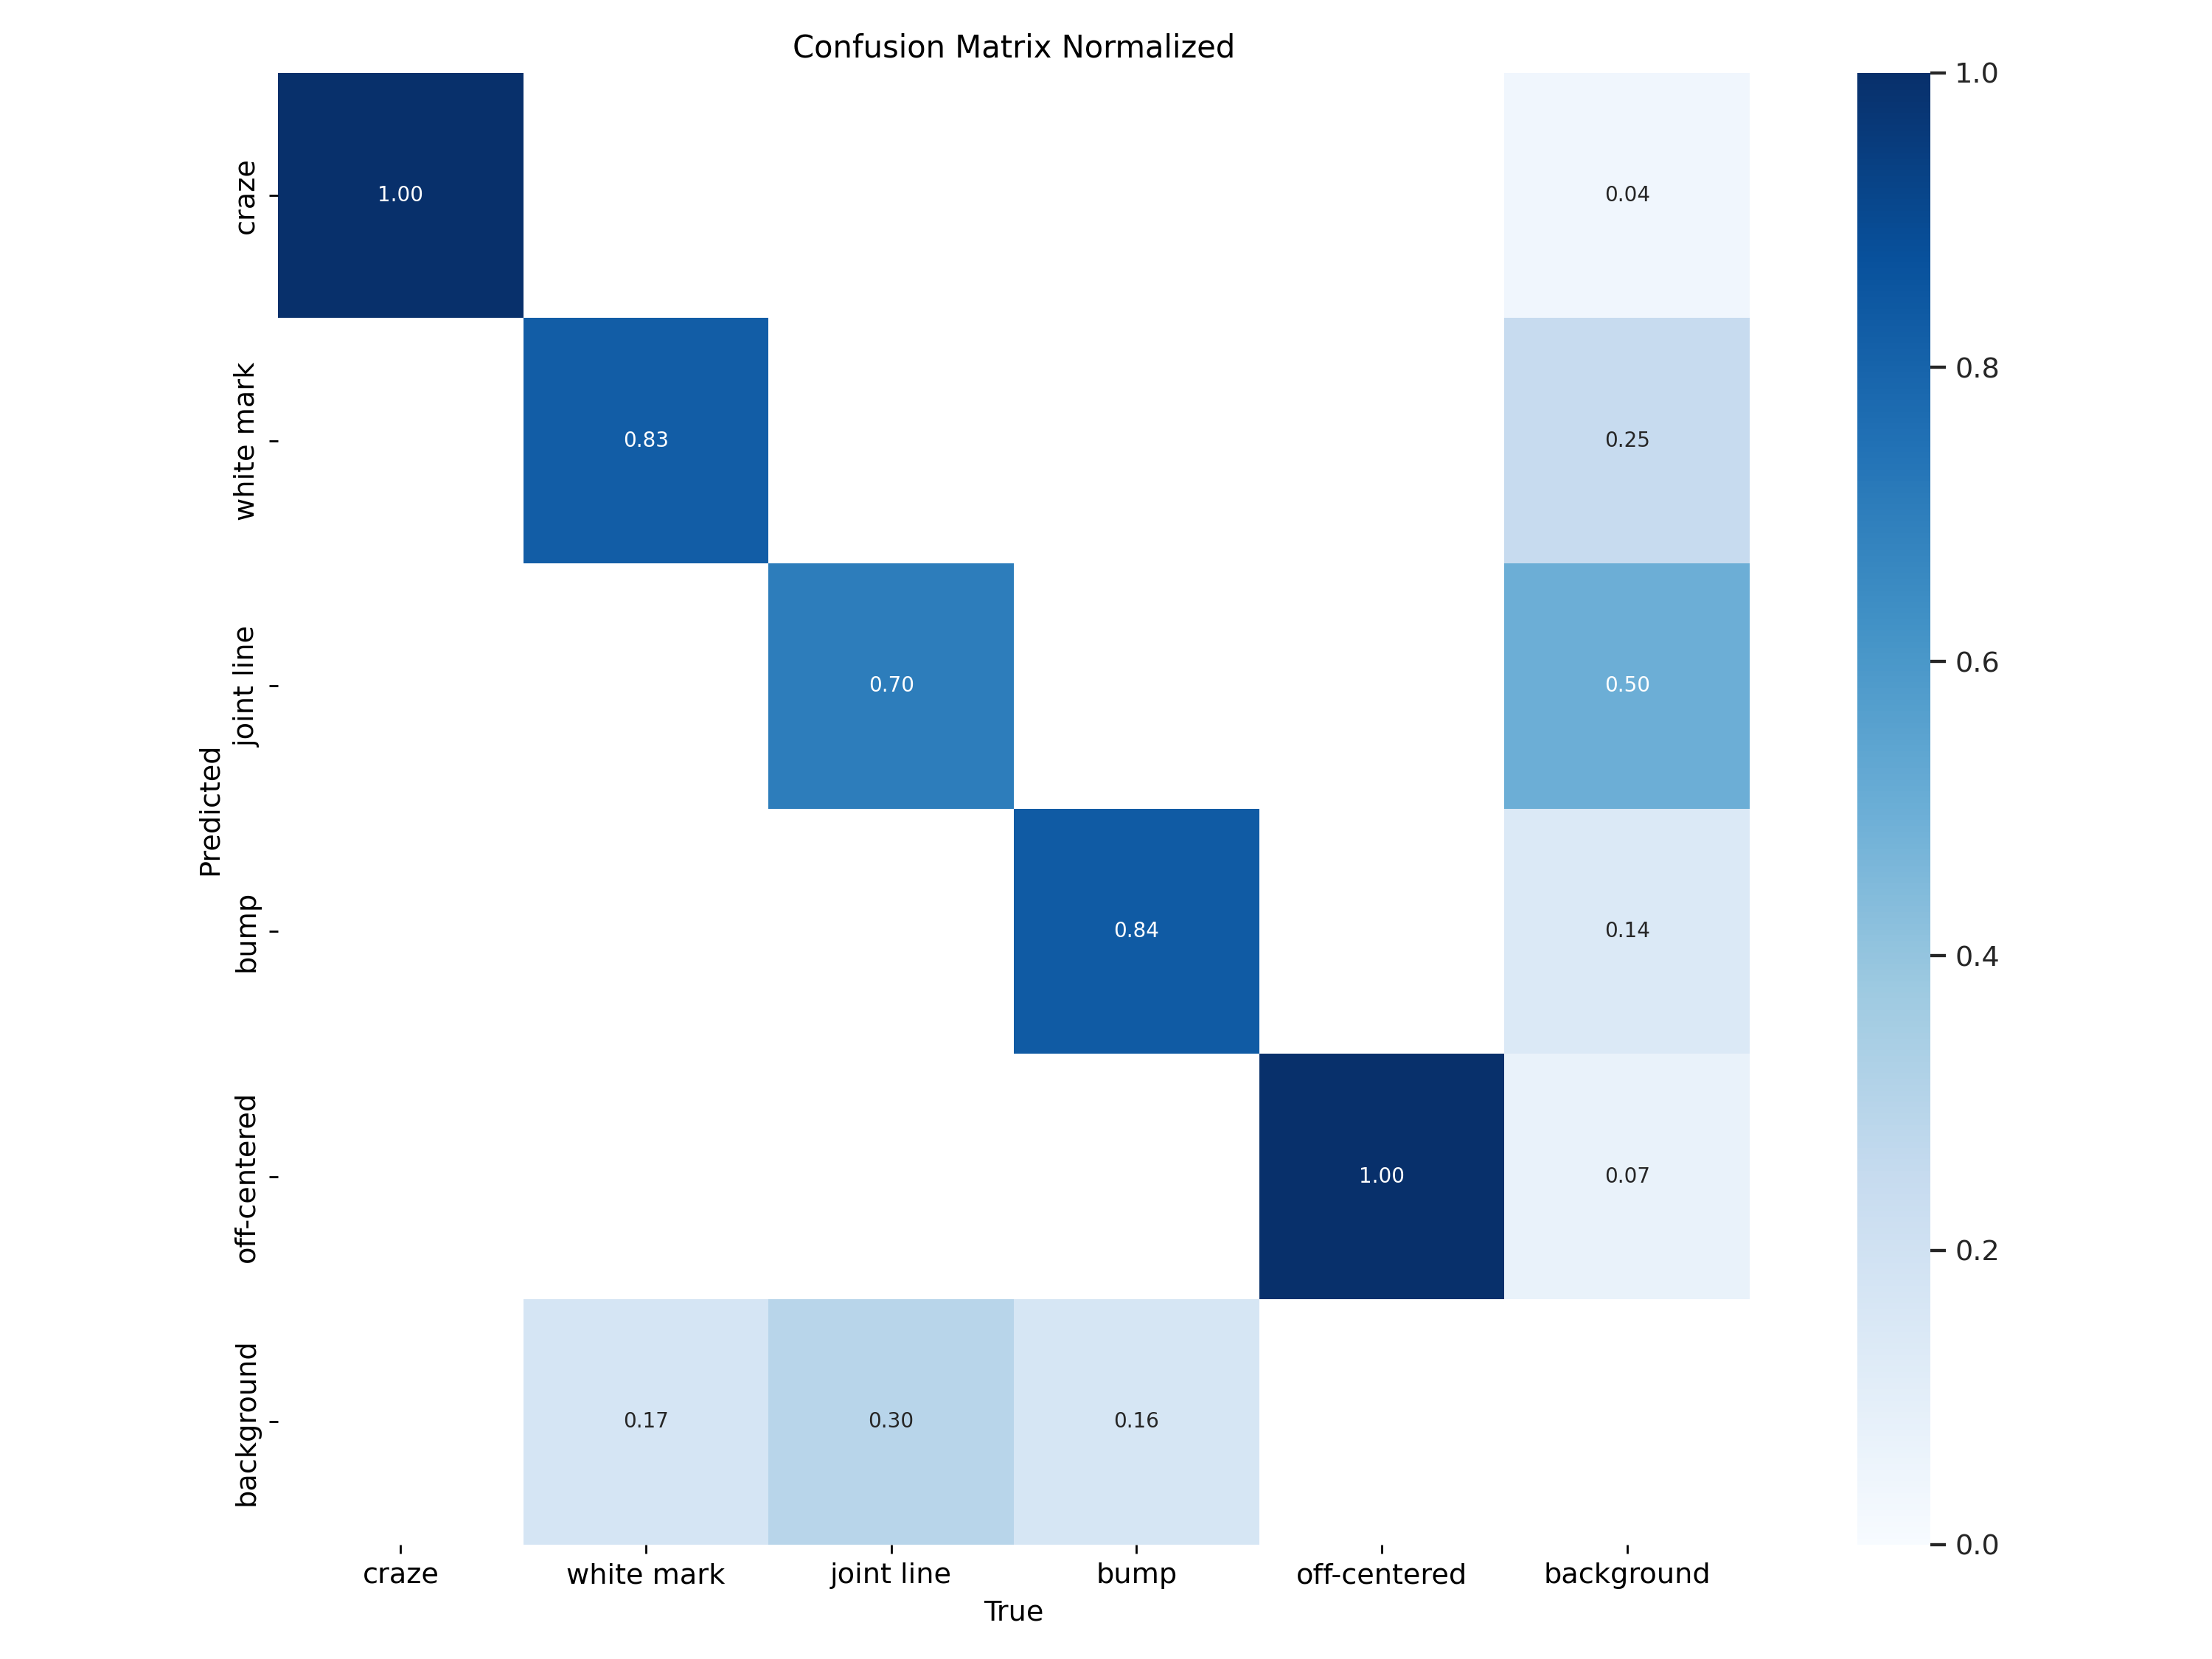 Confusion Matrix Normalized
craze
1.00
0.04
white mark
0.83
0.25
joint line
0.70
0.50
bump
0.84
0.14
off-centered
1.00
0.07
background
0.17
0.30
0.16
Predicted
craze
white mark
joint line
bump
off-centered
background
True
1.0
0.8
0.6
0.4
0.2
0.0